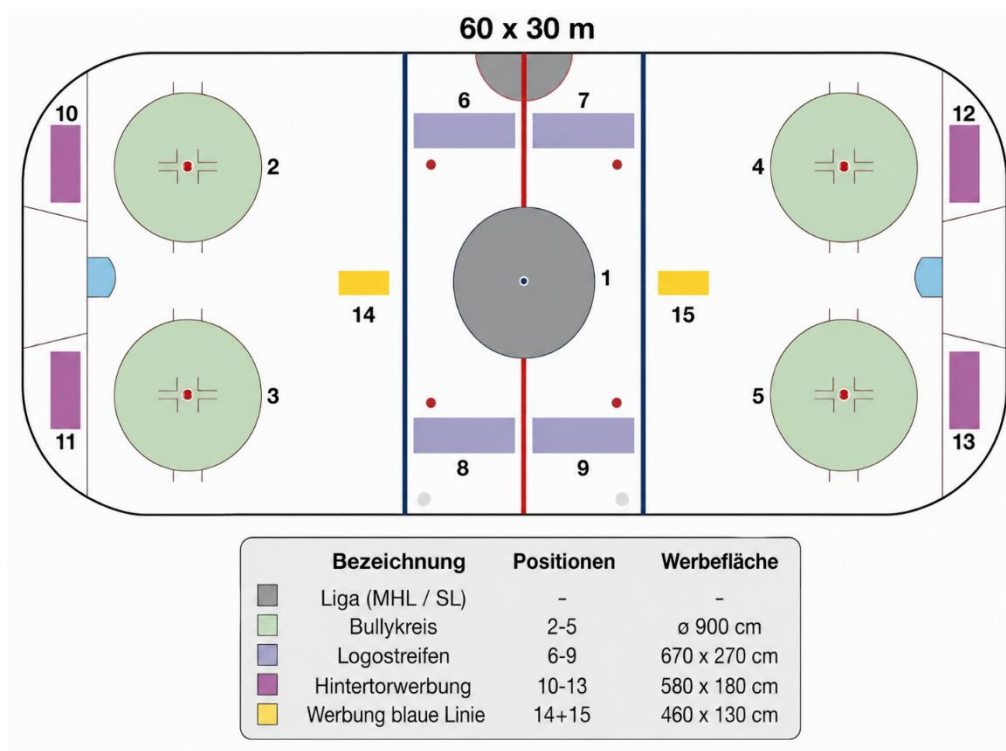 60 x 30 m
6 7
10 12
2 4
1
14 15
3 5
11 13
8 9
Bezeichnung Positionen Werbefläche
Liga (MHL / SL) – –
Bullykreis 2-5 ø 900 cm
Logostreifen 6-9 670 x 270 cm
Hintertorwerbung 10-13 580 x 180 cm
Werbung blaue Linie 14+15 460 x 130 cm